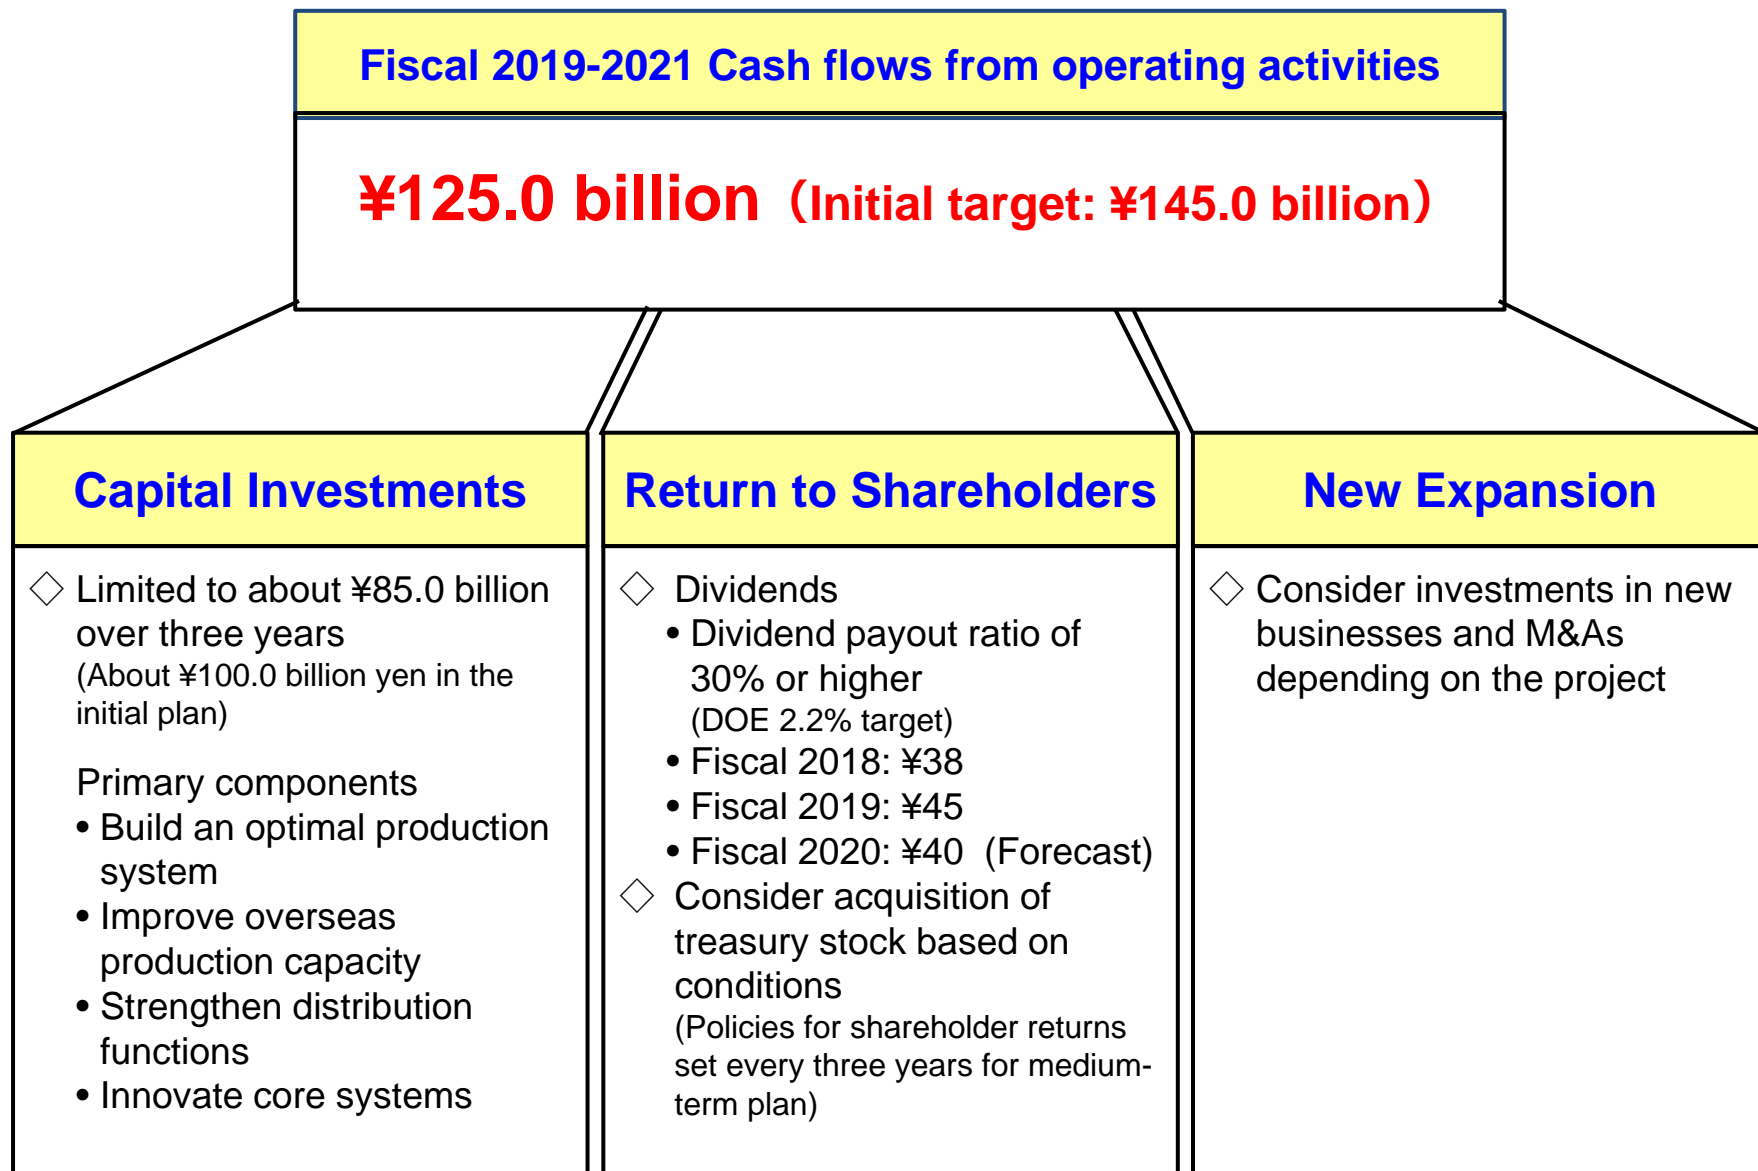 Fiscal 2019-2021 Cash flows from operating activities
¥125.0 billion（Initial target: ¥145.0 billion）
Capital Investments
◇ Limited to about ¥85.0 billion
over three years
(About ¥100.0 billion yen in the
initial plan)
Primary components
• Build an optimal production
system
• Improve overseas
production capacity
• Strengthen distribution
functions
• Innovate core systems
Return to Shareholders
◇ Dividends
• Dividend payout ratio of
30% or higher
(DOE 2.2% target)
• Fiscal 2018: ¥38
• Fiscal 2019: ¥45
• Fiscal 2020: ¥40 (Forecast)
◇ Consider acquisition of
treasury stock based on
conditions
(Policies for shareholder returns
set every three years for medium-
term plan)
New Expansion
◇ Consider investments in new
businesses and M&As
depending on the project